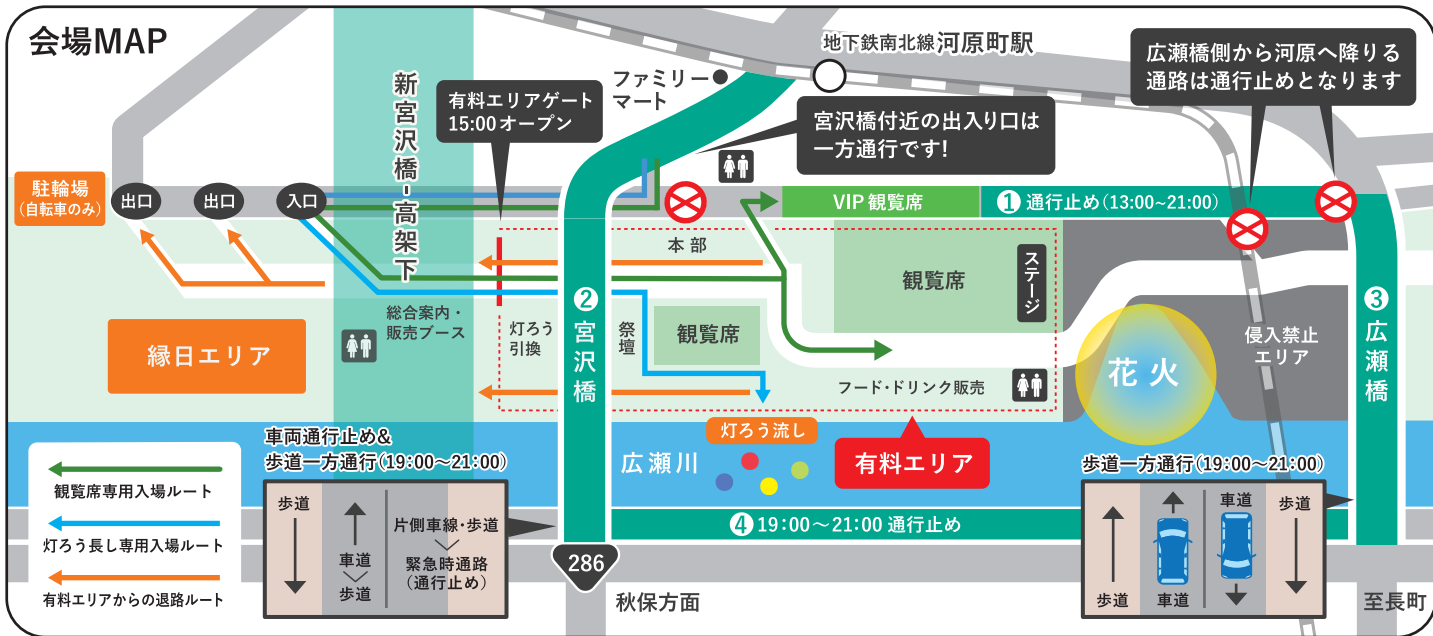 会場MAP
地下鉄南北線 河原町駅
ファミリー
マート
広瀬橋側から河原へ降りる
通路は通行止めとなります
新宮沢橋・高架下
有料エリアゲート
15:00 オープン
宮沢橋付近の出入り口は
一方通行です!
駐輪場
(自転車のみ)
出口
出口
入口
VIP 観覧席
1 通行止め(13:00~21:00)
本部
観覧席
ステージ
2 宮沢橋
3 広瀬橋
総合案内・
販売ブース
灯ろう
引換
祭壇
観覧席
縁日エリア
侵入禁止
エリア
花火
フード・ドリンク販売
灯ろう流し
有料エリア
広瀬川
車両通行止め&
歩道一方通行(19:00〜21:00)
歩道
車道
歩道
片側車線・歩道
緊急時通路
(通行止め)
歩道一方通行(19:00〜21:00)
歩道
車道
車道
歩道
4 19:00〜21:00 通行止め
観覧席専用入場ルート
灯ろう長し専用入場ルート
有料エリアからの退路ルート
286
秋保方面
至長町